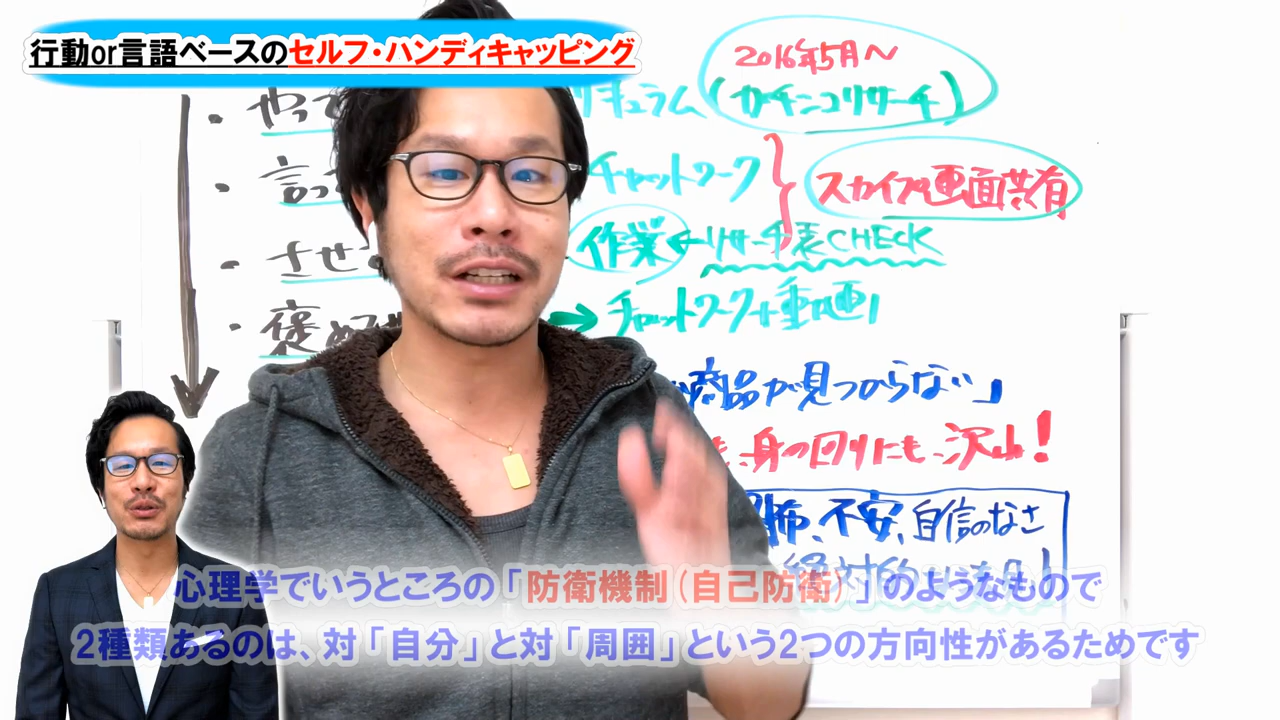 行動or言語ベースのセルフ・ハンディキャッピング
2016年5月〜
・やって リキュラム（ガチンコリサーチ）
・言っ チャットワーク スカイプ画面共有
・させ 作業←リサーチ表CHECK
・褒め →チャットワーク+動画
商品が見つからない」
身の回りにも沢山！
怖、不安、自信のなさ
絶対的
心理学でいうところの「防衛機制（自己防衛）」のようなもので
2種類あるのは、対「自分」と対「周囲」という2つの方向性があるためです